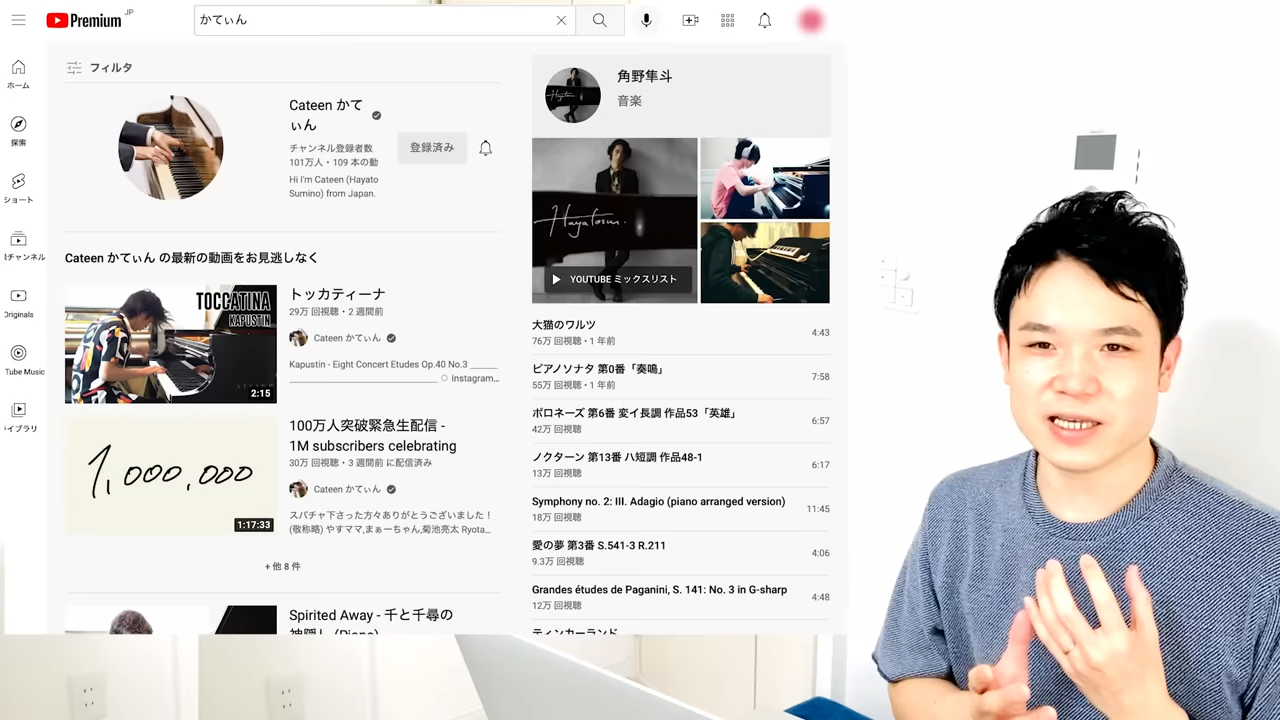 Premium JP
かてぃん
ホーム
探索
ショート
チャンネル
Originals
Tube Music
イブラリ
フィルタ
Cateen かて
ぃん
チャンネル登録者数
101万人・109 本の動
Hi I'm Cateen (Hayato
Sumino) from Japan.
登録済み
Cateen かてぃん の最新の動画をお見逃しなく
TOCCATINA
KAPUSTIN
2:15
トッカティーナ
29万 回視聴・2 週間前
Cateen かてぃん
Kapustin - Eight Concert Etudes Op.40 No.3 ______
______________________________ ○ Instagram...
1,000,000
1:17:33
100万人突破緊急生配信 -
1M subscribers celebrating
30万 回視聴・3 週間前 に配信済み
Cateen かてぃん
スパチャ下さった方々ありがとうございました！
(敬称略) やすママ,まぁーちゃん,菊池亮太 Ryota...
+ 他 8 件
Spirited Away - 千と千尋の
神隠し (Piano)
角野隼斗
音楽
Hayatosm.
YOUTUBE ミックスリスト
大猫のワルツ
76万 回視聴・1 年前
4:43
ピアノソナタ 第0番「奏鳴」
55万 回視聴・1 年前
7:58
ポロネーズ 第6番 変イ長調 作品53「英雄」
42万 回視聴
6:57
ノクターン 第13番 ハ短調 作品48-1
13万 回視聴
6:17
Symphony no. 2: III. Adagio (piano arranged version)
18万 回視聴
11:45
愛の夢 第3番 S.541-3 R.211
9.3万 回視聴
4:06
Grandes études de Paganini, S. 141: No. 3 in G-sharp
12万 回視聴
4:48
ティンカーランド